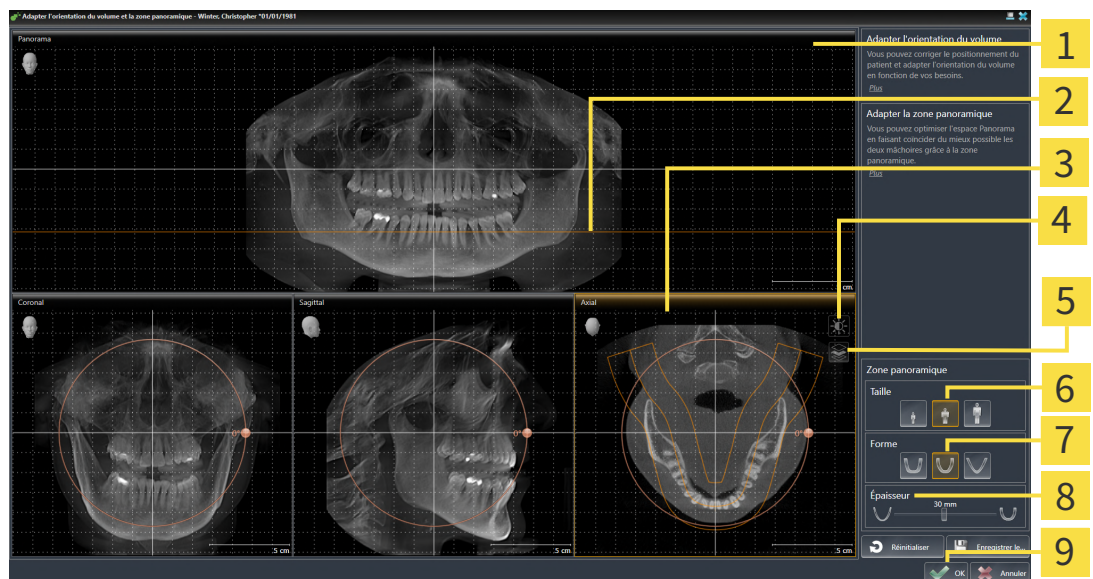 Adapter l'orientation du volume et la zone panoramique - Winter, Christopher *01/01/1981
Panorama
Adapter l'orientation du volume
Vous pouvez corriger le positionnement du
patient et adapter l'orientation du volume
en fonction de vos besoins.
Plus
1
2
Adapter la zone panoramique
Vous pouvez optimiser l'espace Panorama
en faisant coïncider du mieux possible les
deux mâchoires grâce à la zone
panoramique.
Plus
3
4
cm
Coronal
Sagittal
Axial
5
Zone panoramique
Taille
6
0°
0°
0°
Forme
7
Épaisseur
30 mm
8
5 cm
5 cm
5 cm
Réinitialiser
Enregistrer le...
9
OK
Annuler